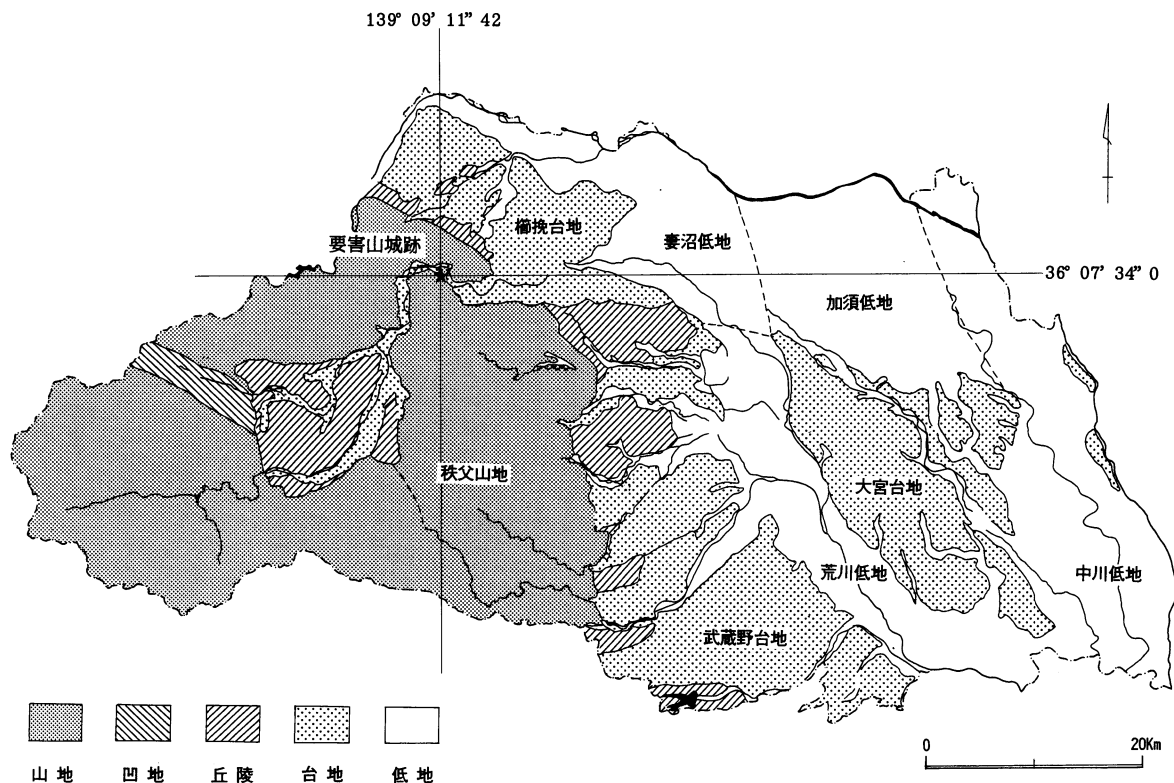 139° 09′ 11″ 42
櫛挽台地
妻沼低地
要害山城跡
36° 07′ 34″ 0
加須低地
秩父山地
大宮台地
荒川低地
中川低地
武蔵野台地
山地 凹地 丘陵 台地 低地
0 20Km